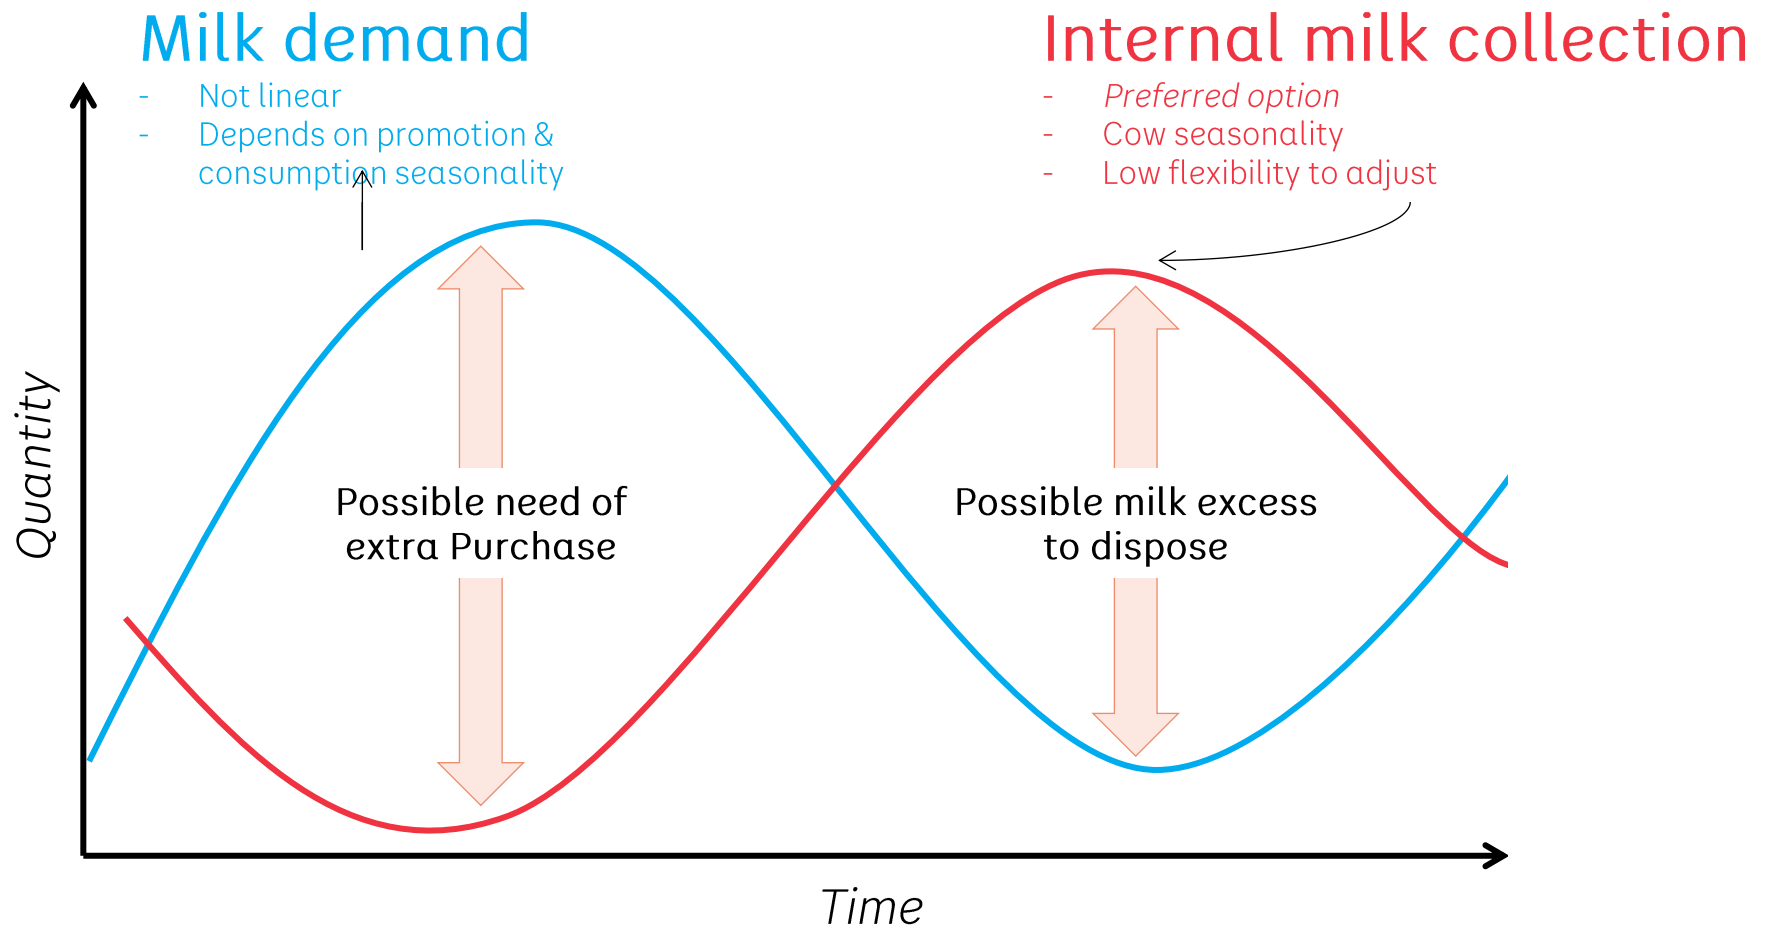 Milk demand
- Not linear
- Depends on promotion &
consumption seasonality
Internal milk collection
- Preferred option
- Cow seasonality
- Low flexibility to adjust
Quantity
Possible need of
extra Purchase
Possible milk excess
to dispose
Time